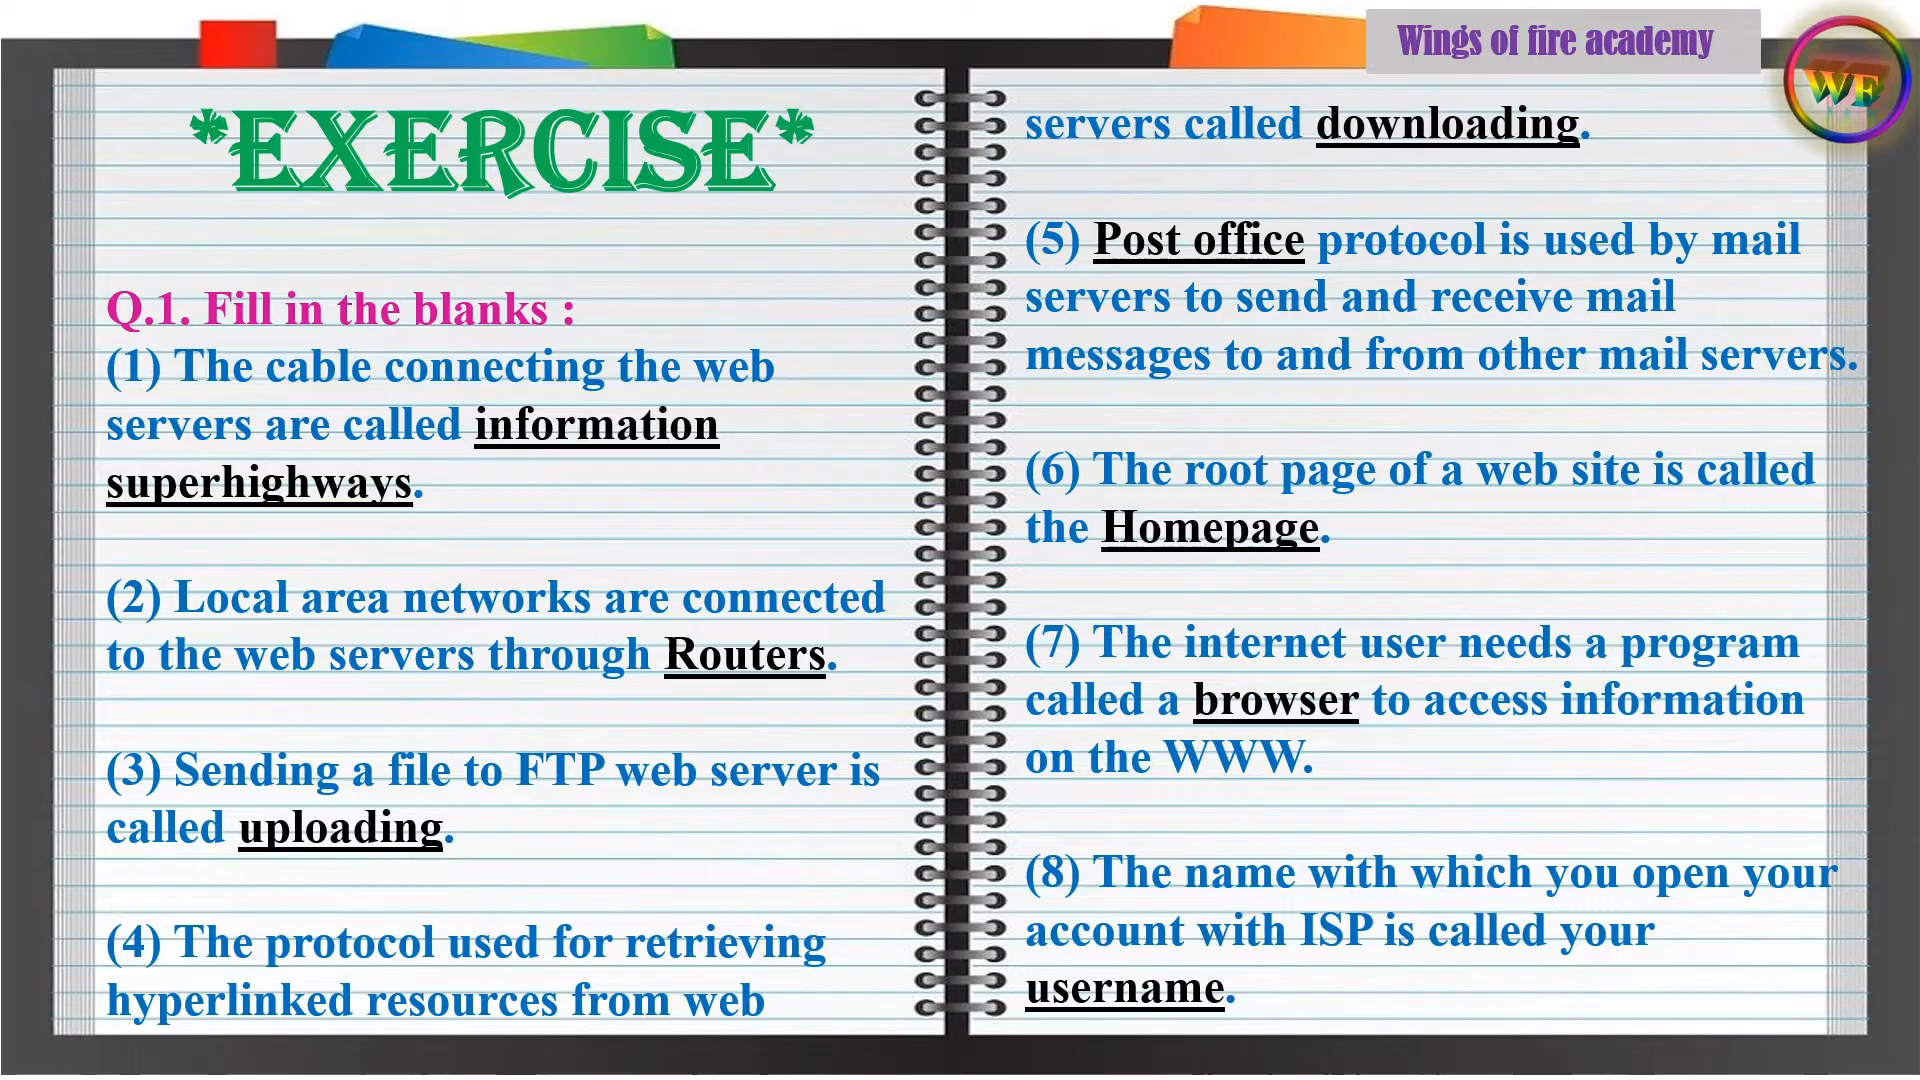 Wings of fire academy
WF
*EXERCISE*
Q.1. Fill in the blanks :
(1) The cable connecting the web
servers are called information
superhighways.
(2) Local area networks are connected
to the web servers through Routers.
(3) Sending a file to FTP web server is
called uploading.
(4) The protocol used for retrieving
hyperlinked resources from web
servers called downloading.
(5) Post office protocol is used by mail
servers to send and receive mail
messages to and from other mail servers.
(6) The root page of a web site is called
the Homepage.
(7) The internet user needs a program
called a browser to access information
on the WWW.
(8) The name with which you open your
account with ISP is called your
username.